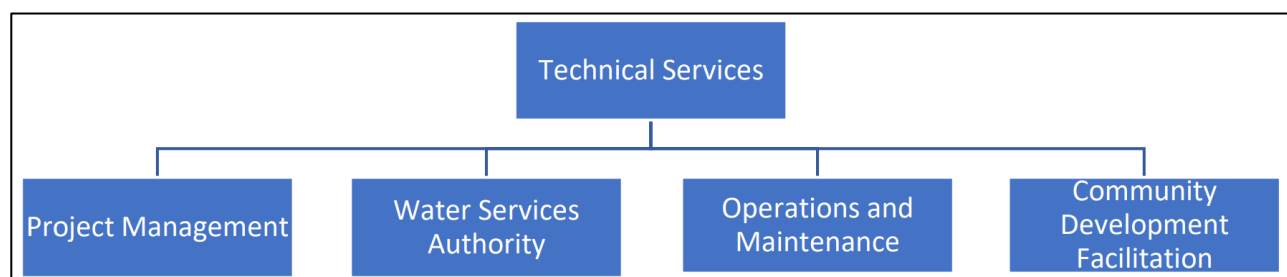 Technical Services
Project Management
Water Services
Authority
Operations and
Maintenance
Community
Development
Facilitation